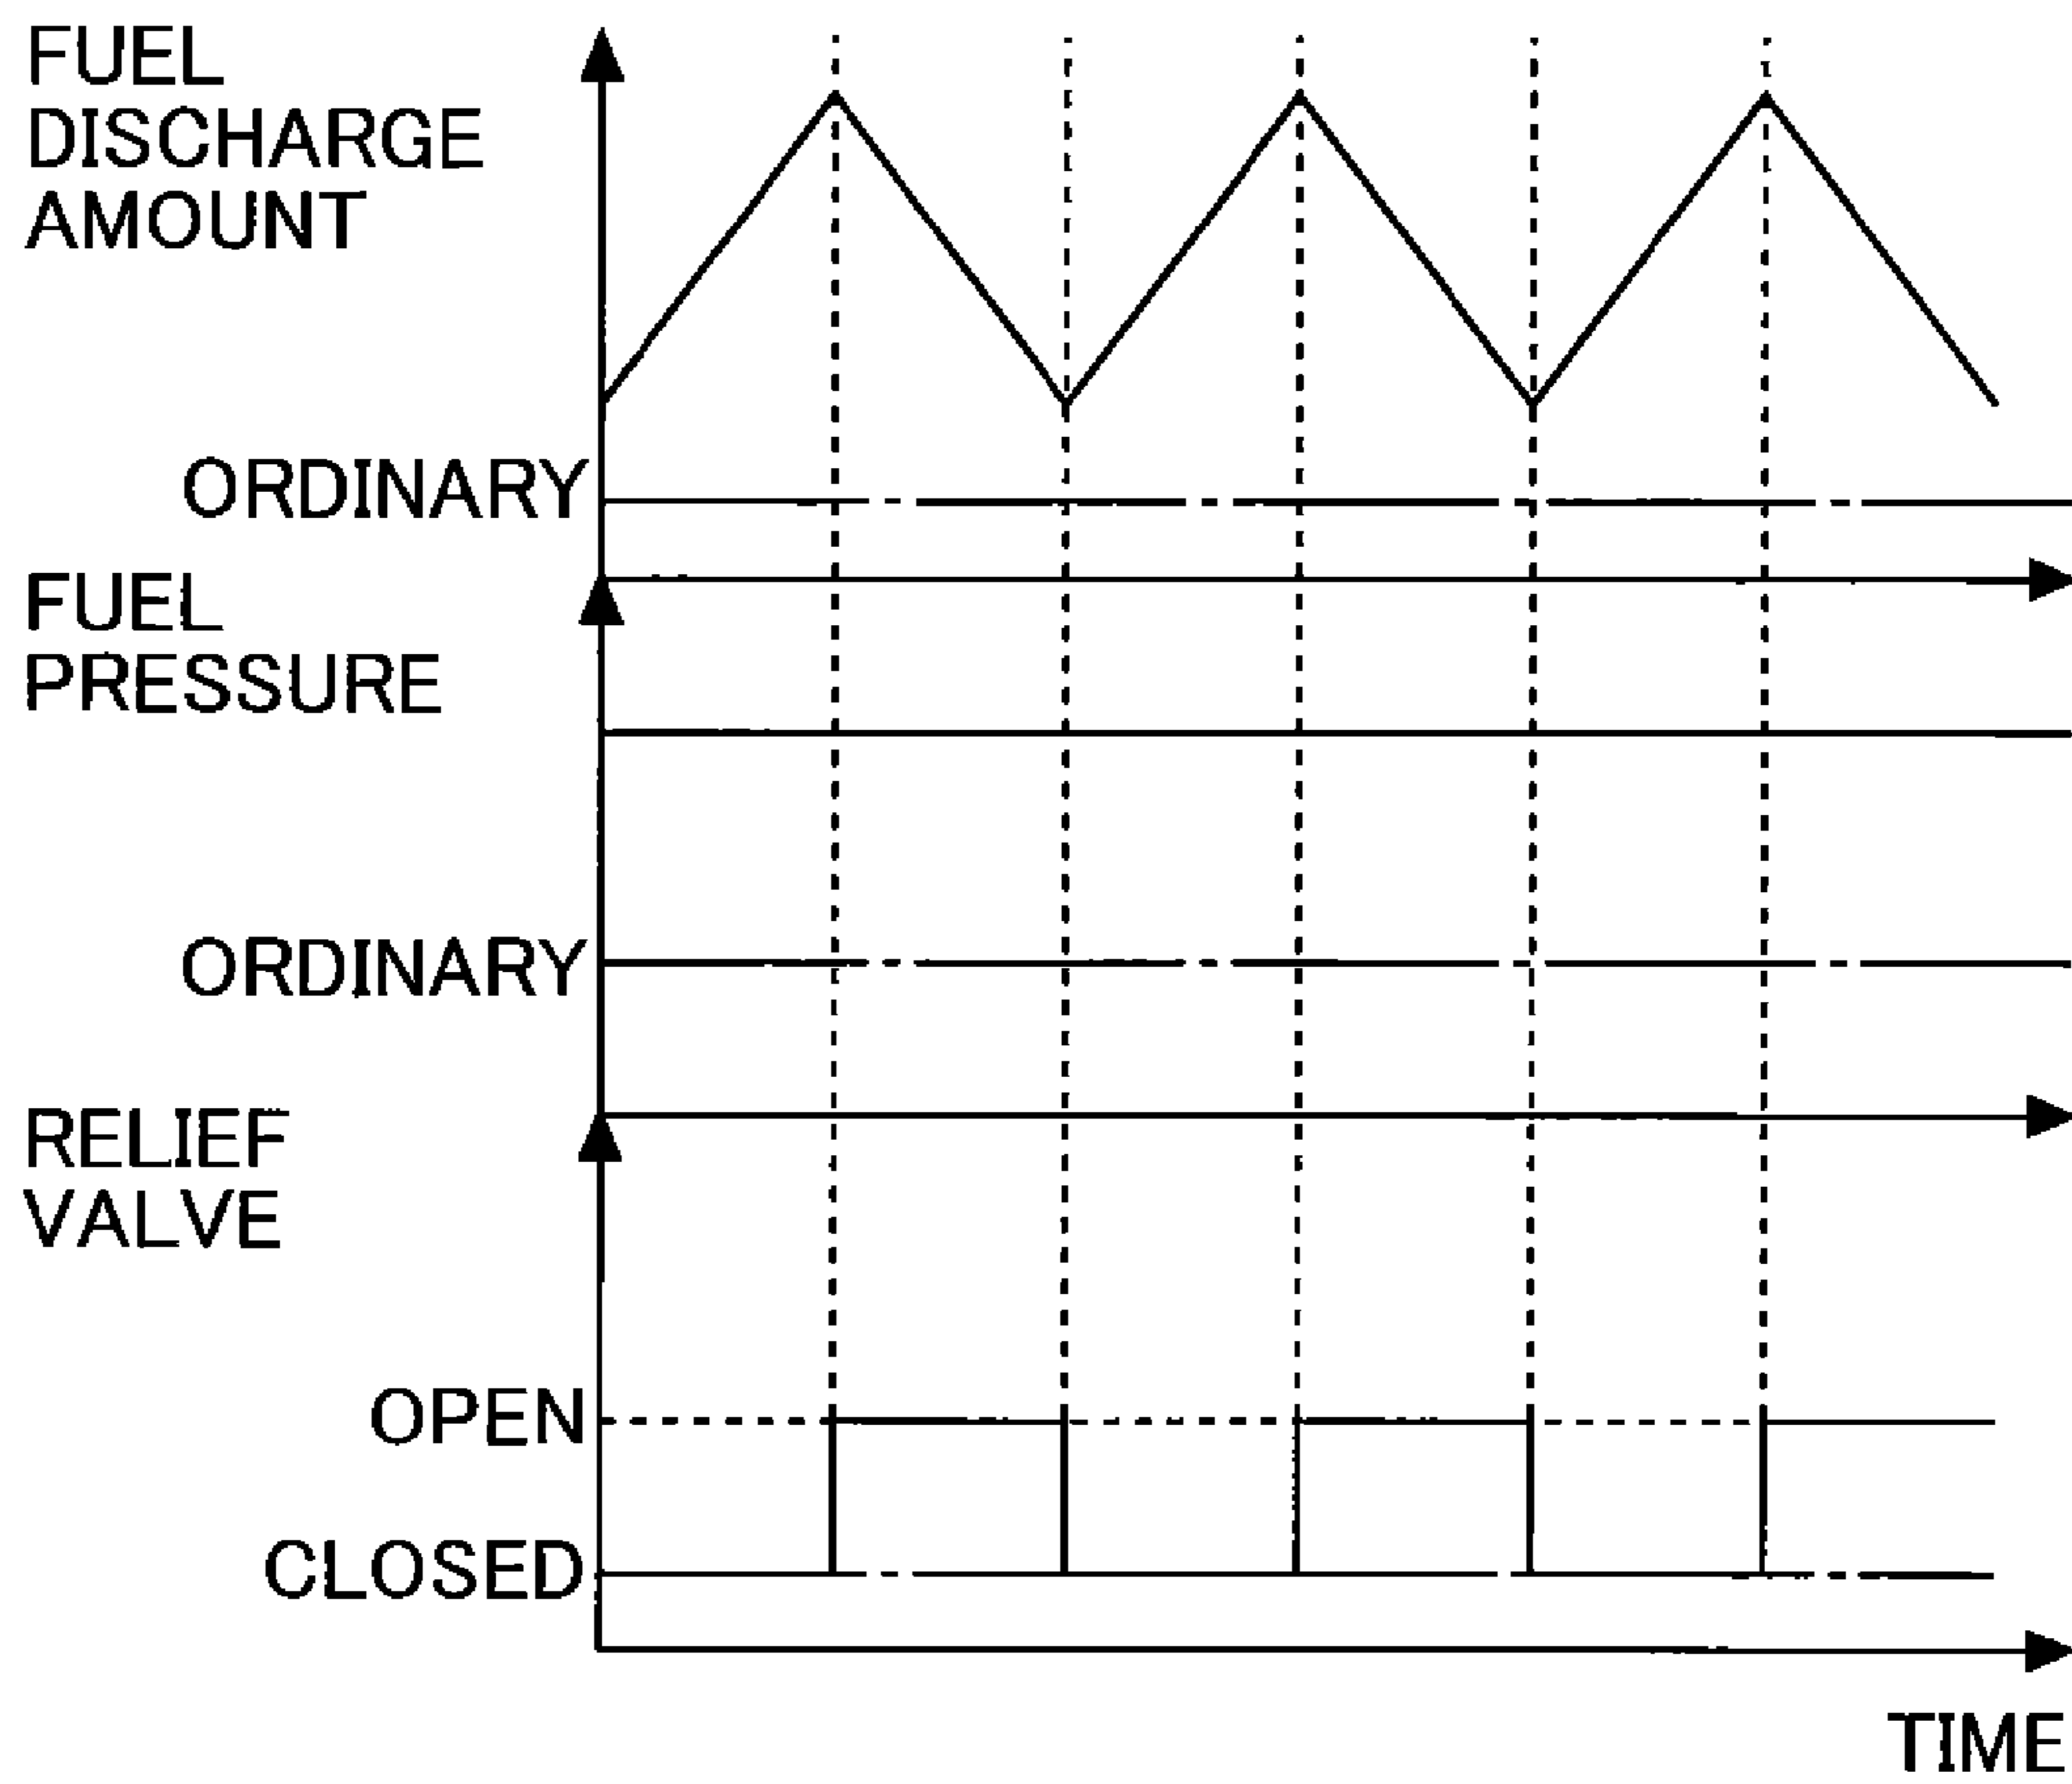 FUEL
DISCHARGE
AMOUNT
ORDINARY
FUEL
PRESSURE
ORDINARY
RELIEF
VALVE
OPEN
CLOSED
TIME